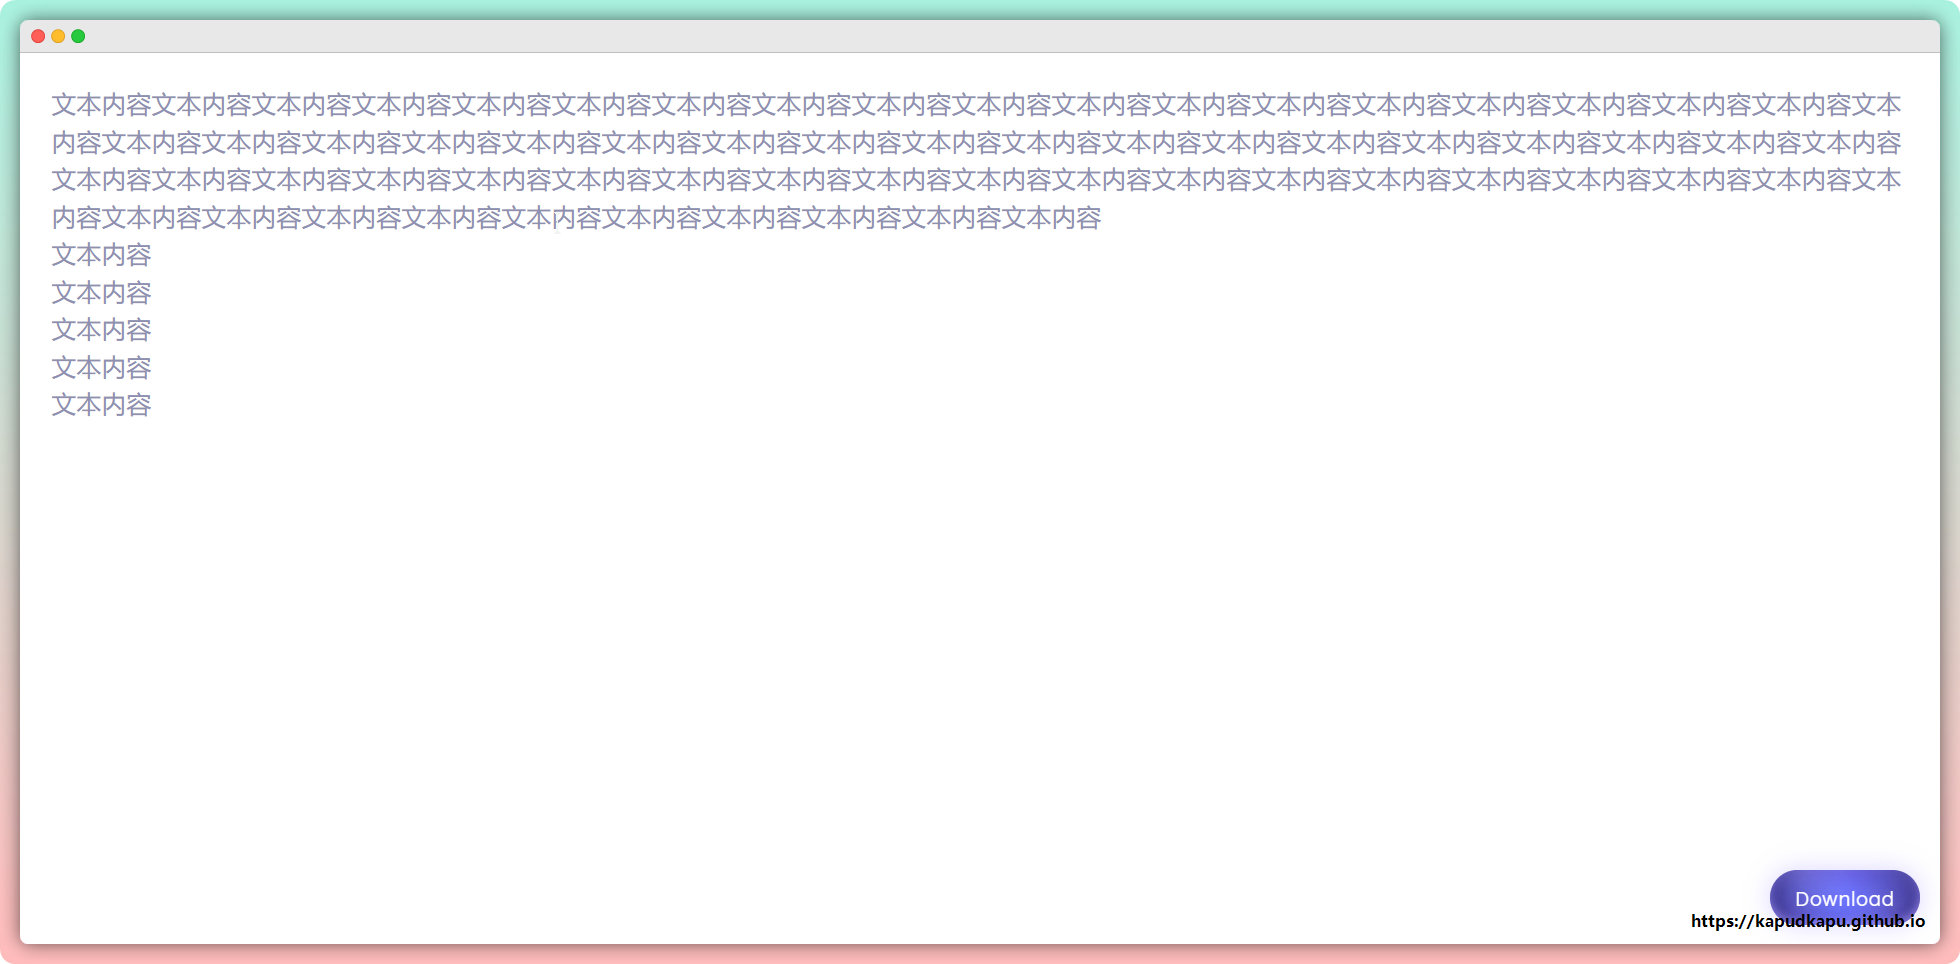 文本内容文本内容文本内容文本内容文本内容文本内容文本内容文本内容文本内容文本内容文本内容文本内容文本内容文本内容文本内容文本内容文本内容文本内容文本
内容文本内容文本内容文本内容文本内容文本内容文本内容文本内容文本内容文本内容文本内容文本内容文本内容文本内容文本内容文本内容文本内容文本内容文本内容
文本内容文本内容文本内容文本内容文本内容文本内容文本内容文本内容文本内容文本内容文本内容文本内容文本内容文本内容文本内容文本内容文本内容文本内容文本
内容文本内容文本内容文本内容文本内容文本内容文本内容文本内容文本内容文本内容文本内容
文本内容
文本内容
文本内容
文本内容
文本内容
Download
https://kapudkapu.github.io